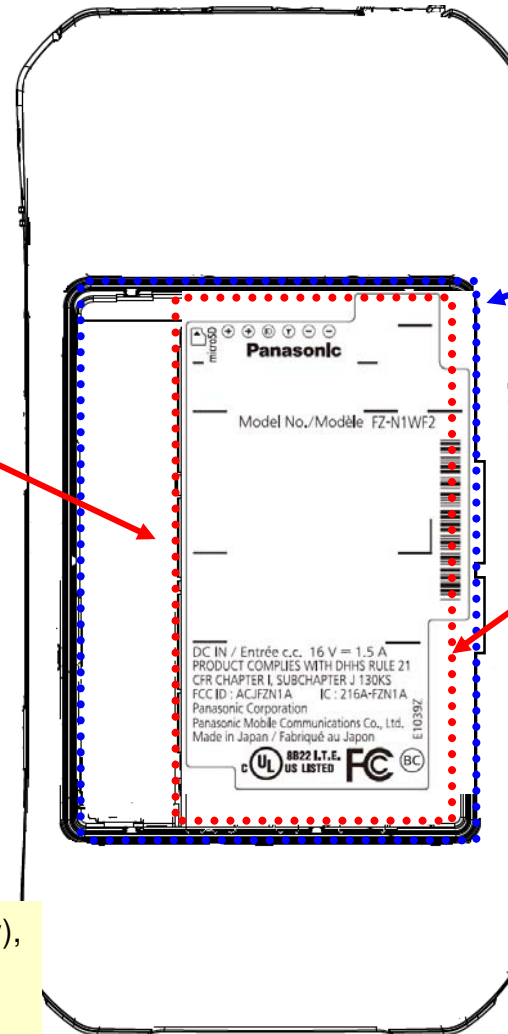 microSD
Panasonic
Model No./Modèle FZ-N1WF2
DC IN / Entrée c.c. 16 V ⎓ 1.5 A
PRODUCT COMPLIES WITH DHHS RULE 21
CFR CHAPTER I, SUBCHAPTER J 130KS
FCC ID : ACJFZN1A IC : 216A-FZN1A
Panasonic Corporation
Panasonic Mobile Communications Co., Ltd.
Made in Japan / Fabriqué au Japon
E1039Z
C UL US LISTED 8B22 I.T.E. FC BC
),